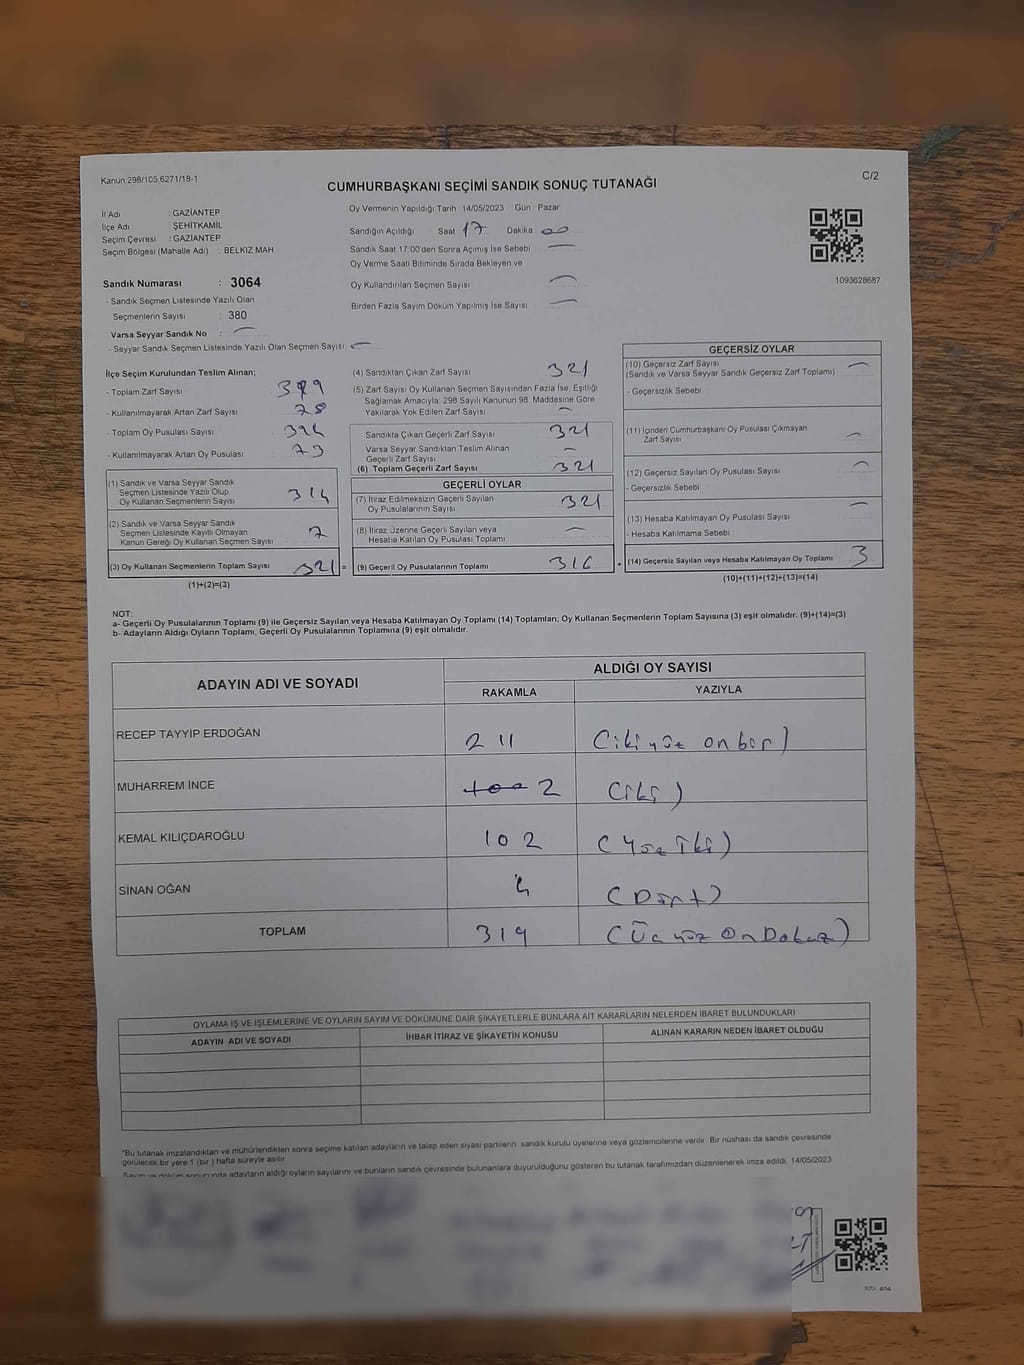 Kanun 298/105,6271/18-1
C/2
CUMHURBAŞKANI SEÇİMİ SANDIK SONUÇ TUTANAĞI
İl Adı : GAZİANTEP
İlçe Adı : ŞEHİTKAMİL
Seçim Çevresi : GAZİANTEP
Seçim Bölgesi (Mahalle Adı) : BELKIZ MAH
Sandık Numarası : 3064
- Sandık Seçmen Listesinde Yazılı Olan
Seçmenlerin Sayısı : 380
Varsa Seyyar Sandık No :
- Seyyar Sandık Seçmen Listesinde Yazılı Olan Seçmen Sayısı:
Oy Vermenin Yapıldığı Tarih 14/05/2023 Gün Pazar
Sandığın Açıldığı Saat 17 Dakika 00
Sandık Saat 17:00'den Sonra Açımış İse Sebebi
Oy Verme Saati Bitiminde Sırada Bekleyen ve
Oy Kullandırılan Seçmen Sayısı
Birden Fazla Sayım Döküm Yapılmış İse Sayısı
1093628687
İlçe Seçim Kurulundan Teslim Alınan;
- Toplam Zarf Sayısı
- Kullanılmayarak Artan Zarf Sayısı 78
- Toplam Oy Pusulası Sayısı 394
- Kullanılmayarak Artan Oy Pusulası 73
(1) Sandık ve Varsa Seyyar Sandık
Seçmen Listesinde Yazılı Olup
Oy Kullanan Seçmenlerin Sayısı 314
(2) Sandık ve Varsa Seyyar Sandık
Seçmen Listesinde Kayıtlı Olmayan
Kanun Gereği Oy Kullanan Seçmen Sayısı 7
(3) Oy Kullanan Seçmenlerin Toplam Sayısı 321 =
(1)+(2)=(3)
(4) Sandıktan Çıkan Zarf Sayısı 321
(5) Zarf Sayısı Oy Kullanan Seçmen Sayısından Fazla İse, Eşitliği
Sağlamak Amacıyla, 298 Sayılı Kanunun 98. Maddesine Göre
Yakılarak Yok Edilen Zarf Sayısı
Sandıkta Çıkan Geçerli Zarf Sayısı 321
Varsa Seyyar Sandıktan Teslim Alınan
Geçerli Zarf Sayısı
(6) Toplam Geçerli Zarf Sayısı 321
GEÇERLİ OYLAR
(7) İtiraz Edilmeksizin Geçerli Sayılan
Oy Pusulalarının Sayısı 321
(8) İtiraz Üzerine Geçerli Sayılan veya
Hesaba Katılan Oy Pusulası Toplamı
(9) Geçerli Oy Pusulalarının Toplamı 316
GEÇERSİZ OYLAR
(10) Geçersiz Zarf Sayısı
(Sandık ve Varsa Seyyar Sandık Geçersiz Zarf Toplamı)
- Geçersizlik Sebebi
(11) İçinden Cumhurbaşkanı Oy Pusulası Çıkmayan
Zarf Sayısı
(12) Geçersiz Sayılan Oy Pusulası Sayısı
- Geçersizlik Sebebi
(13) Hesaba Katılmayan Oy Pusulası Sayısı
- Hesaba Katılmama Sebebi
(14) Geçersiz Sayılan veya Hesaba Katılmayan Oy Toplamı 3
(10)+(11)+(12)+(13)=(14)
NOT:
a- Geçerli Oy Pusulalarının Toplamı (9) ile Geçersiz Sayılan veya Hesaba Katılmayan Oy Toplamı (14) Toplamları, Oy Kullanan Seçmenlerin Toplam Sayısına (3) eşit olmalıdır. (9)+(14)=(3)
b- Adayların Aldığı Oyların Toplamı, Geçerli Oy Pusulalarının Toplamına (9) eşit olmalıdır.
ADAYIN ADI VE SOYADI ALDIĞI OY SAYISI
RAKAMLA YAZIYLA
RECEP TAYYİP ERDOĞAN 211 (ikiyüz onbir)
MUHARREM İNCE 2 (iki)
KEMAL KILIÇDAROĞLU 102 (Yüz iki)
SİNAN OĞAN 4 (Dört)
TOPLAM 319 (Üçyüz OnDokuz)
OYLAMA İŞ VE İŞLEMLERİNE VE OYLARIN SAYIM VE DÖKÜMÜNE DAİR ŞİKAYETLERLE BUNLARA AİT KARARLARIN NELERDEN İBARET BULUNDUKLARI
ADAYIN ADI VE SOYADI İHBAR İTİRAZ VE ŞİKAYETİN KONUSU ALINAN KARARIN NEDEN İBARET OLDUĞU
*Bu tutanak imzalandıktan ve mühürlendikten sonra seçime katılan adayların ve talep eden siyasi partilerin sandık kurulu üyelerine veya gözlemcilerine verilir. Bir nüshası da sandık çevresinde
görülecek bir yere 1 (bir) hafta süreyle asılır.
Sayım ve döküm sonucunda adayların aldığı oyların sayılarını ve bunların sandık çevresinde bulunanlara duyurulduğunu gösteren bu tutanak tarafımızdan düzenlenerek imza edildi. 14/05/2023